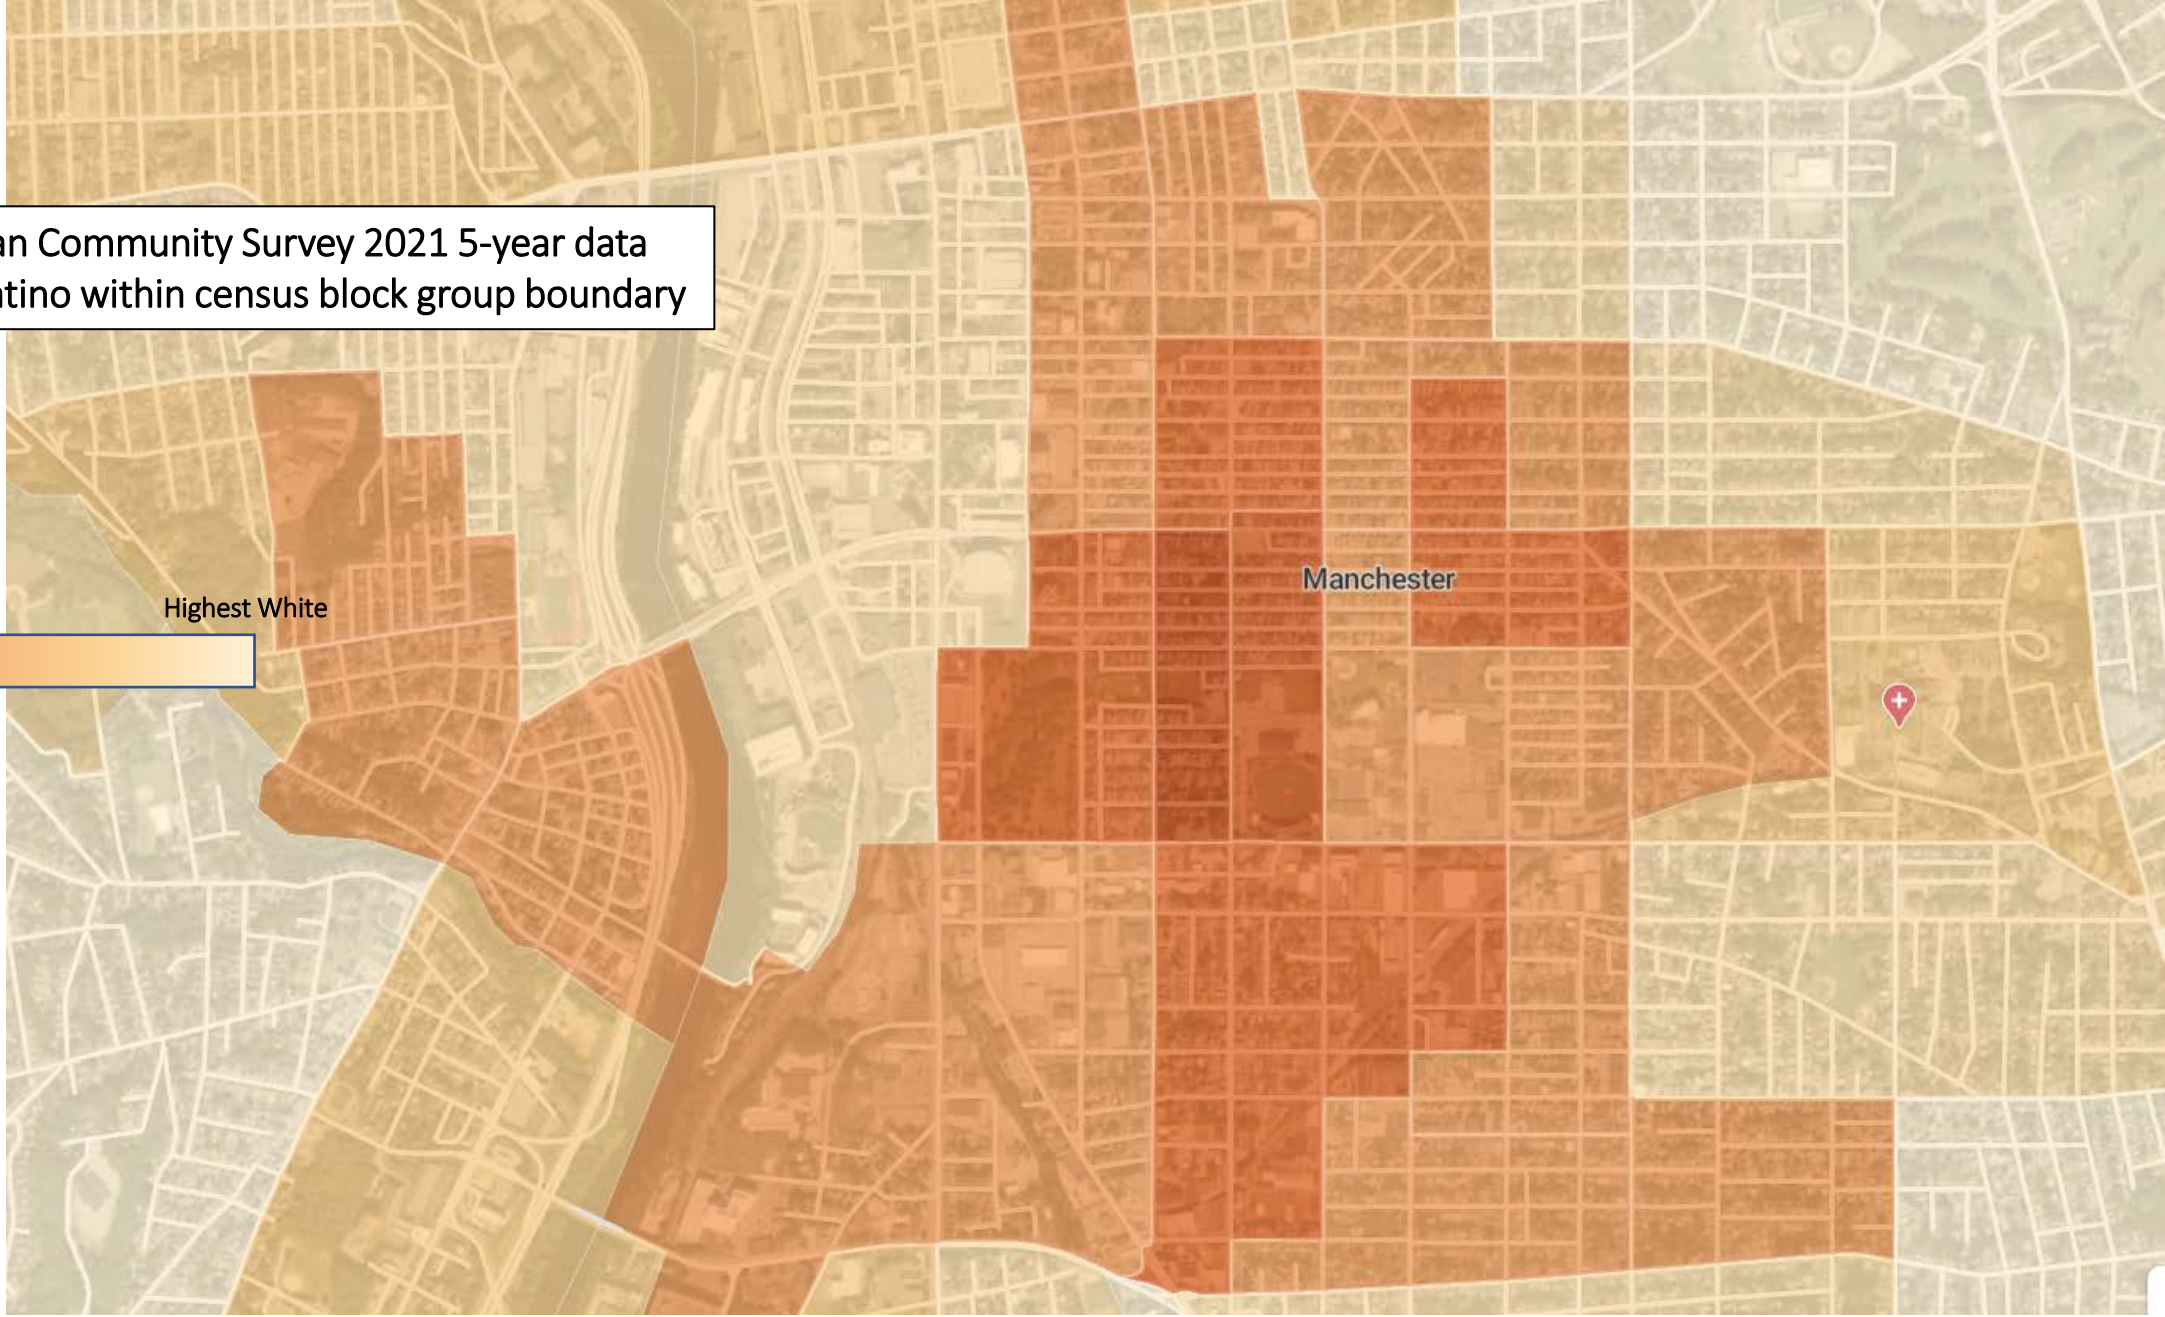 an Community Survey 2021 5-year data
tino within census block group boundary
Manchester
Highest White